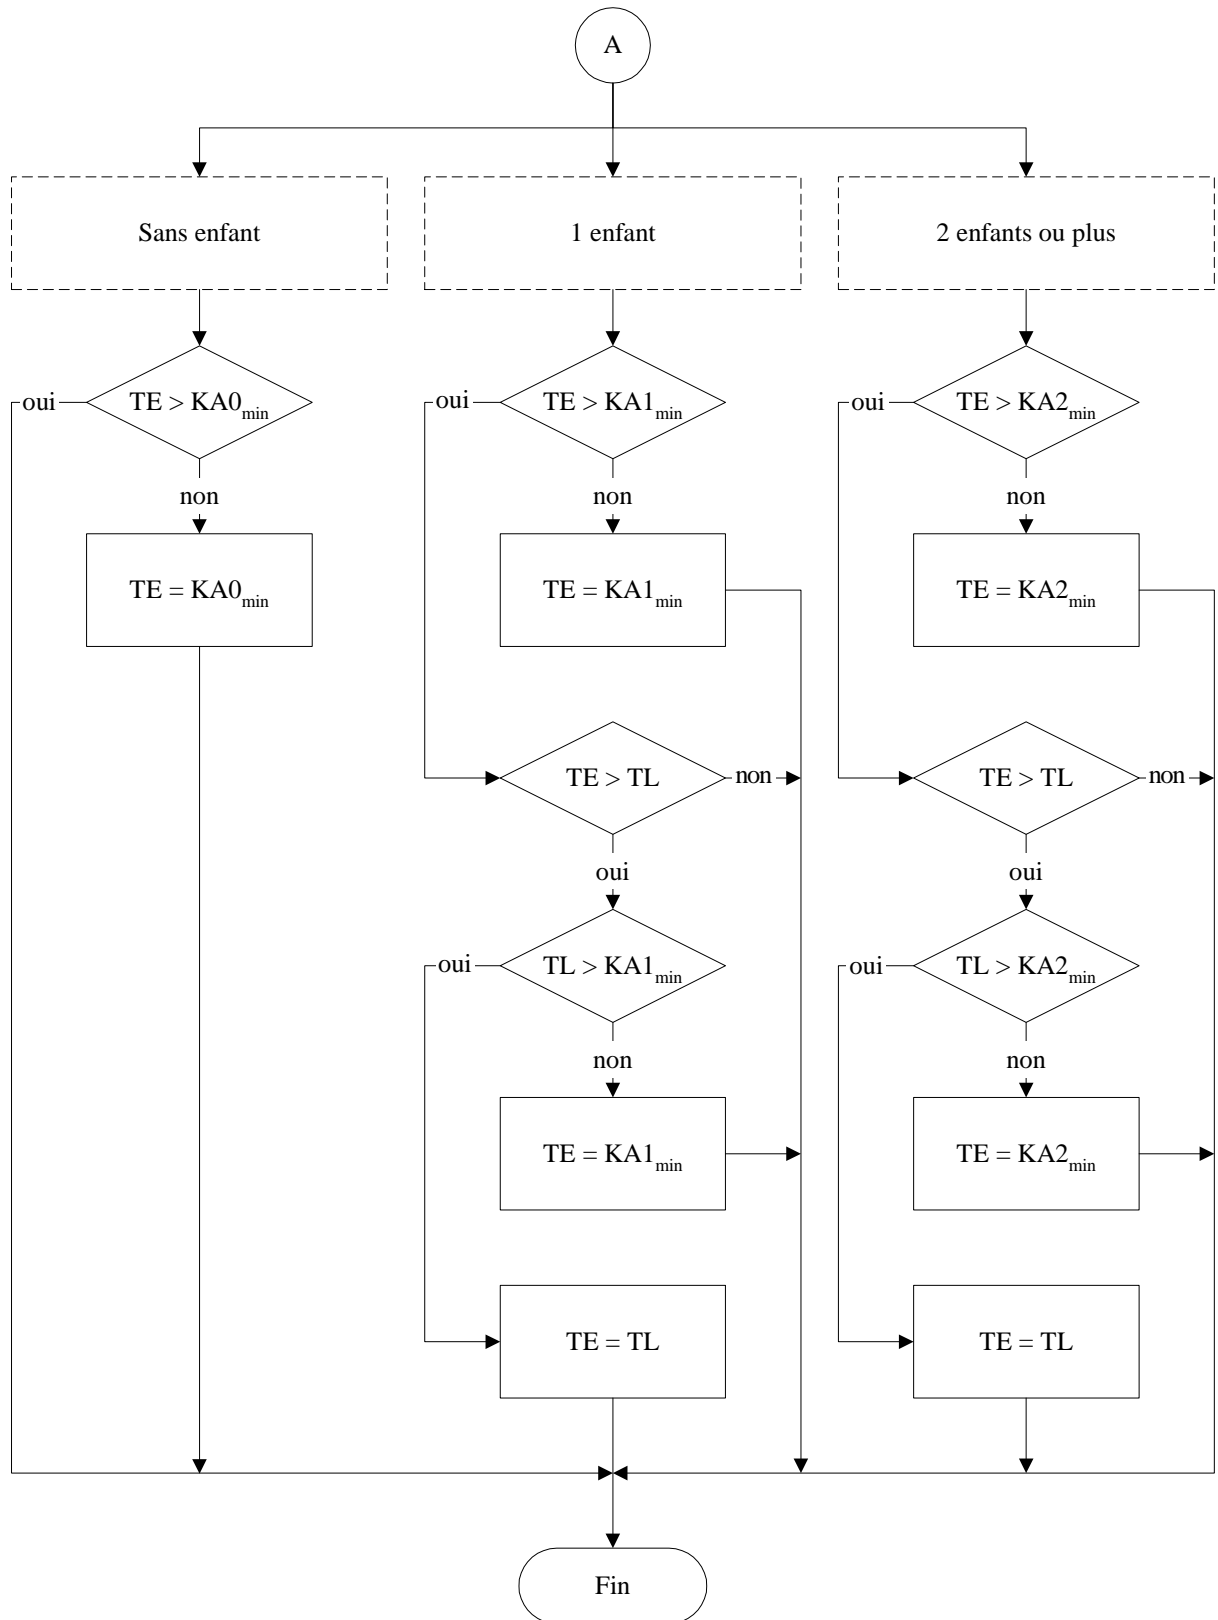 A
Sans enfant
1 enfant
2 enfants ou plus
oui
TE > KA0min
oui
TE > KA1min
oui
TE > KA2min
non
non
non
TE = KA0min
TE = KA1min
TE = KA2min
TE > TL
non
TE > TL
non
oui
oui
oui
TL > KA1min
oui
TL > KA2min
non
non
TE = KA1min
TE = KA2min
TE = TL
TE = TL
Fin